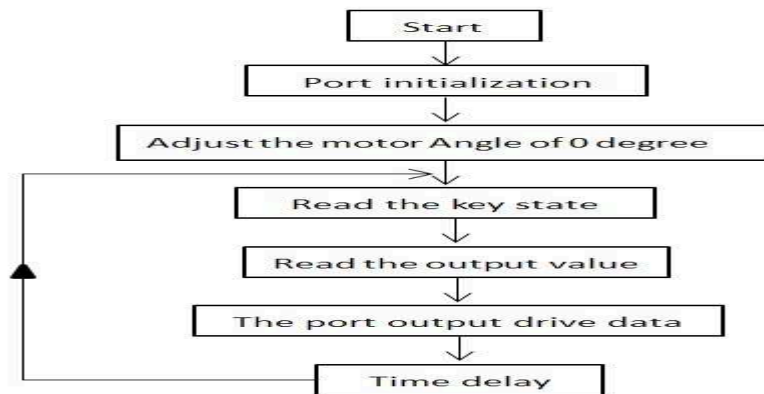 Start
Port initialization
Adjust the motor Angle of 0 degree
Read the key state
Read the output value
The port output drive data
Time delay